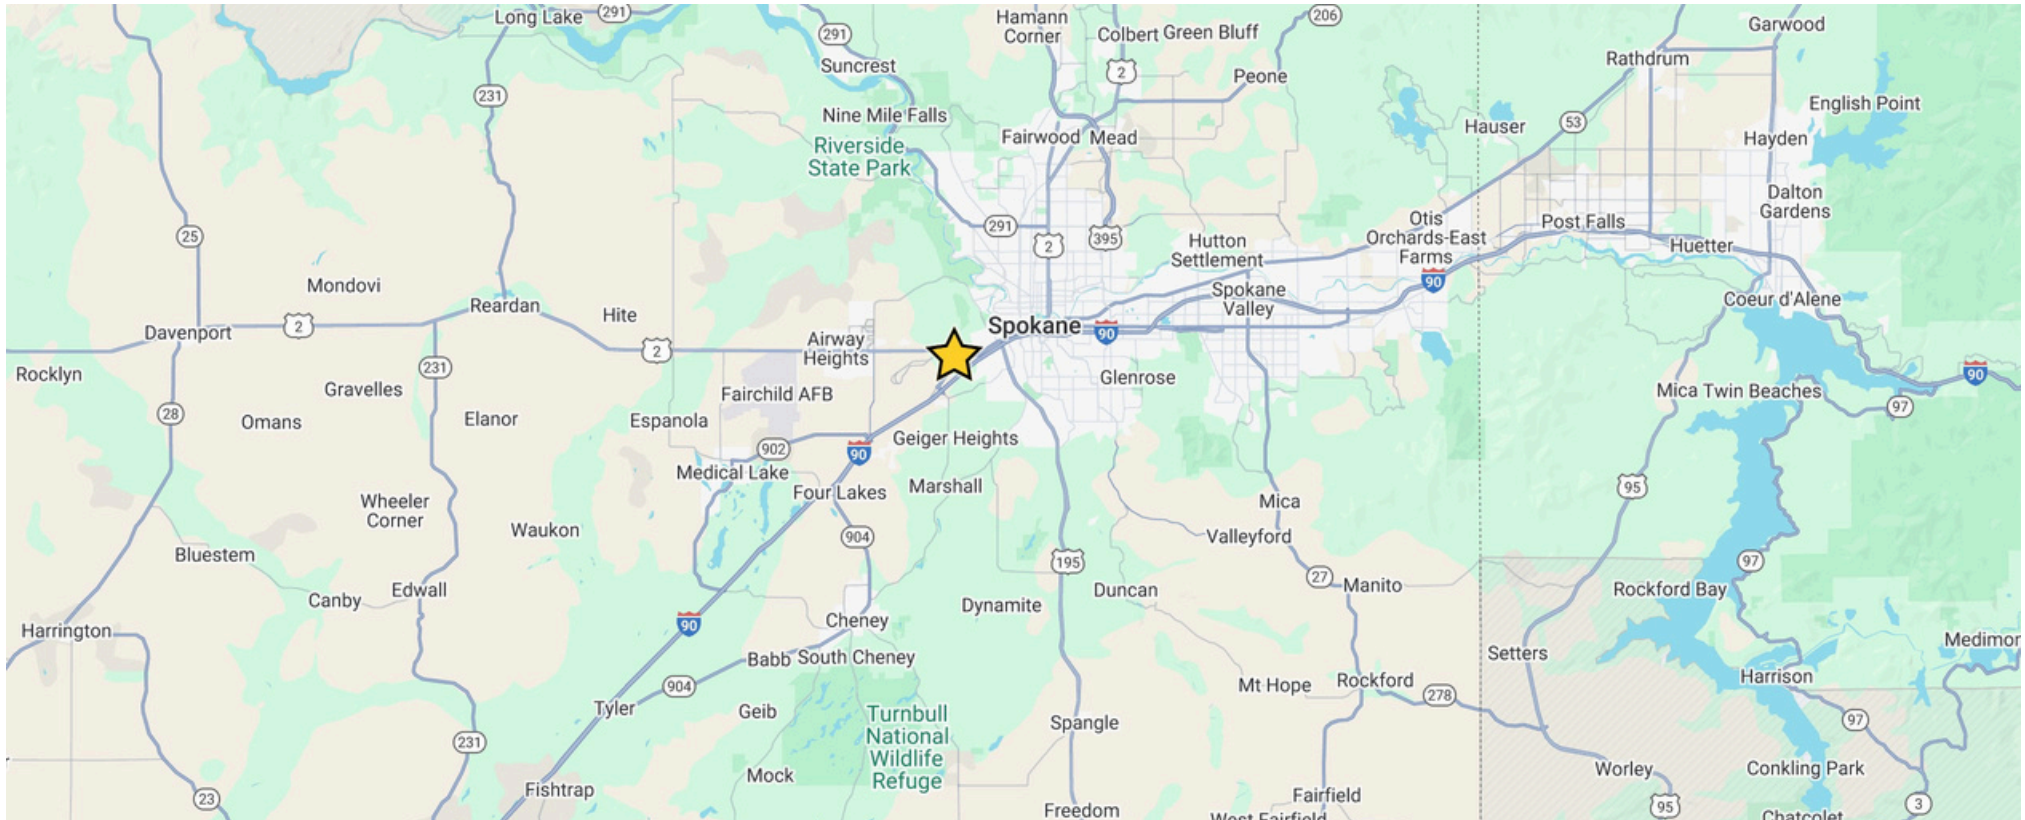 Long Lake
291
291
Hamann
Corner
Colbert
Green Bluff
206
Garwood
Suncrest
2
Peone
Rathdrum
231
Nine Mile Falls
English Point
Riverside
State Park
Fairwood
Mead
Hauser
53
Hayden
Dalton
Gardens
25
291
2
395
Hutton
Settlement
Otis
Orchards-East
Farms
Post Falls
Huetter
90
Mondovi
Reardan
Hite
Spokane
Valley
Coeur d'Alene
Davenport
2
2
Airway
Heights
Spokane
90
Rocklyn
231
Gravelles
Fairchild AFB
Glenrose
Mica
Twin Beaches
90
97
28
Omans
Elanor
Espanola
902
90
Geiger Heights
Medical Lake
Four Lakes
Marshall
95
Wheeler
Corner
Waukon
904
Mica
Valleyford
Bluestem
195
97
27
Manito
Canby
Edwall
Dynamite
Duncan
Rockford Bay
Harrington
90
Cheney
Medimor
Babb
South Cheney
Setters
904
Mt Hope
Rockford
278
Harrison
Tyler
Geib
Turnbull
National
Wildlife
Refuge
Spangle
97
231
Mock
Worley
Conkling Park
23
Fishtrap
Freedom
Fairfield
West Fairfield
95
Chatcolet
3